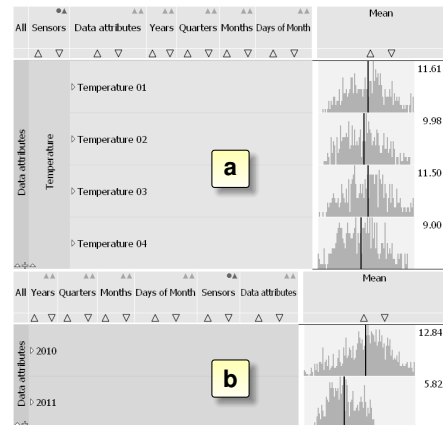 Mean
All Sensors Data attributes Years Quarters Months Days of Month
Data attributes
Temperature
Temperature 01
11.61
Temperature 02
9.98
a
Temperature 03
11.50
Temperature 04
9.00
Mean
All Years Quarters Months Days of Month Sensors Data attributes
Data attributes
2010
12.84
b
2011
5.82